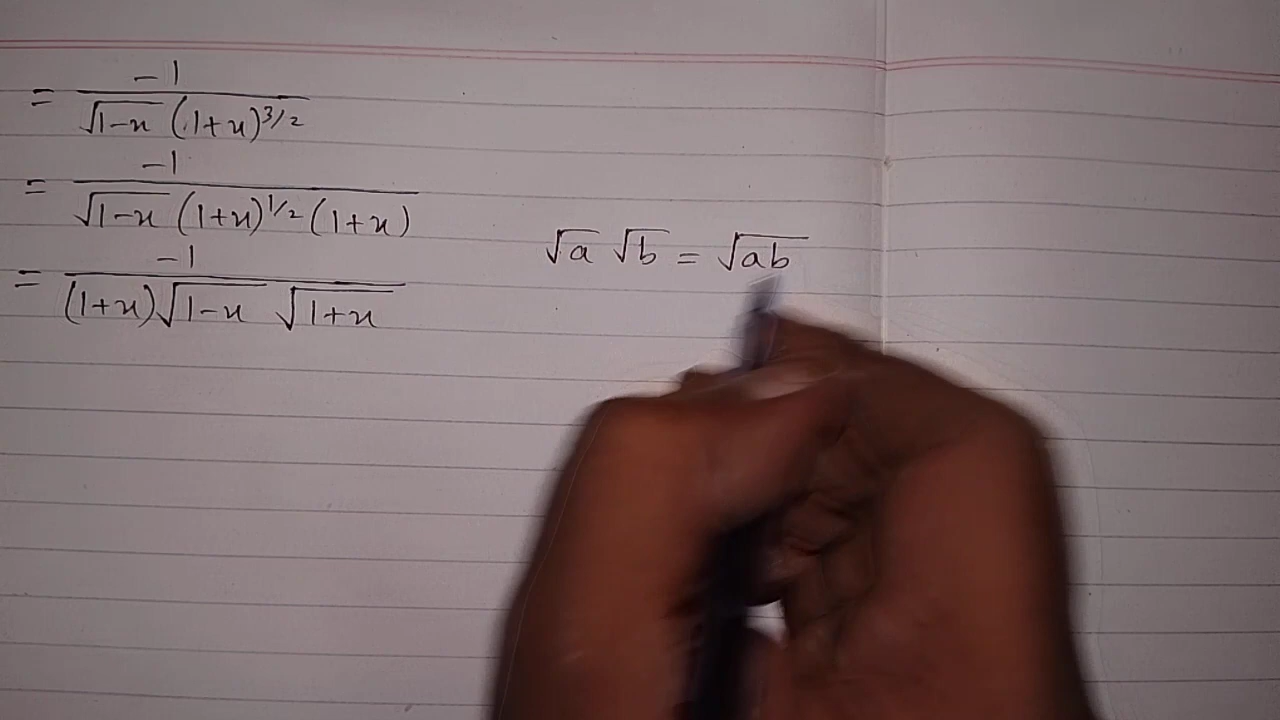 = -1 / √1-x (1+x)^3/2
= -1 / √1-x (1+x)^1/2 (1+x)
= -1 / (1+x)√1-x √1+x
√a √b = √ab